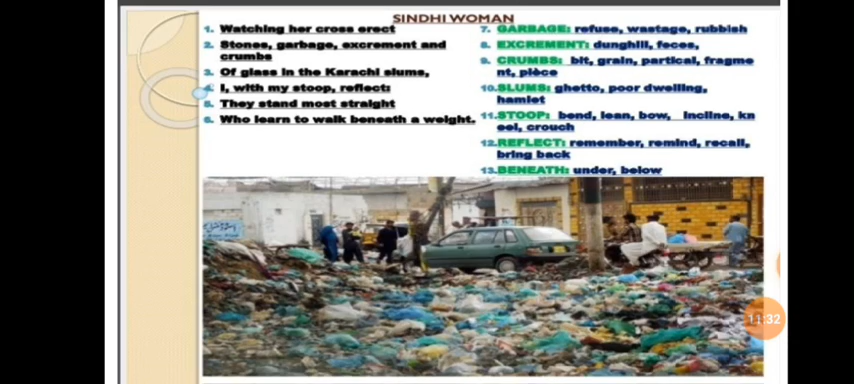 SINDHI WOMAN
1. Watching her cross erect
2. Stones, garbage, excrement and
crumbs
3. Of glass in the Karachi slums,
4. I, with my stoop, reflect:
5. They stand most straight
6. Who learn to walk beneath a weight.
7. GARBAGE: refuse, wastage, rubbish
8. EXCREMENT: dunghill, feces,
9. CRUMBS: bit, grain, partical, fragme
nt, pièce
10. SLUMS: ghetto, poor dwelling,
hamlet
11. STOOP: bend, lean, bow, incline, kn
eel, crouch
12. REFLECT: remember, remind, recall,
bring back
13. BENEATH: under, below
11:32